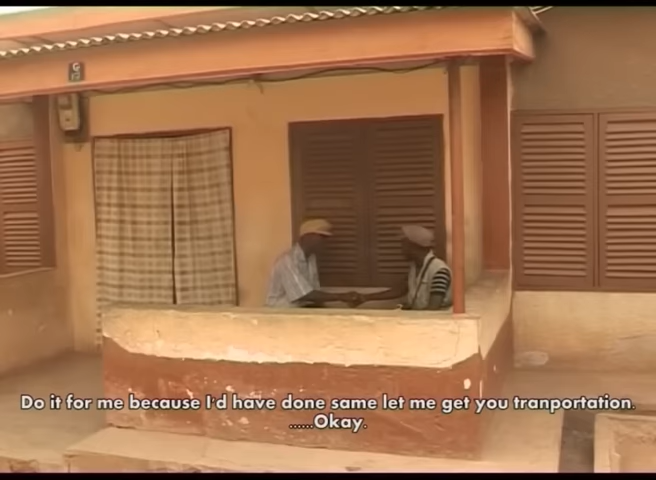 Do it for me because I'd have done same let me get you tranportation.
......Okay.